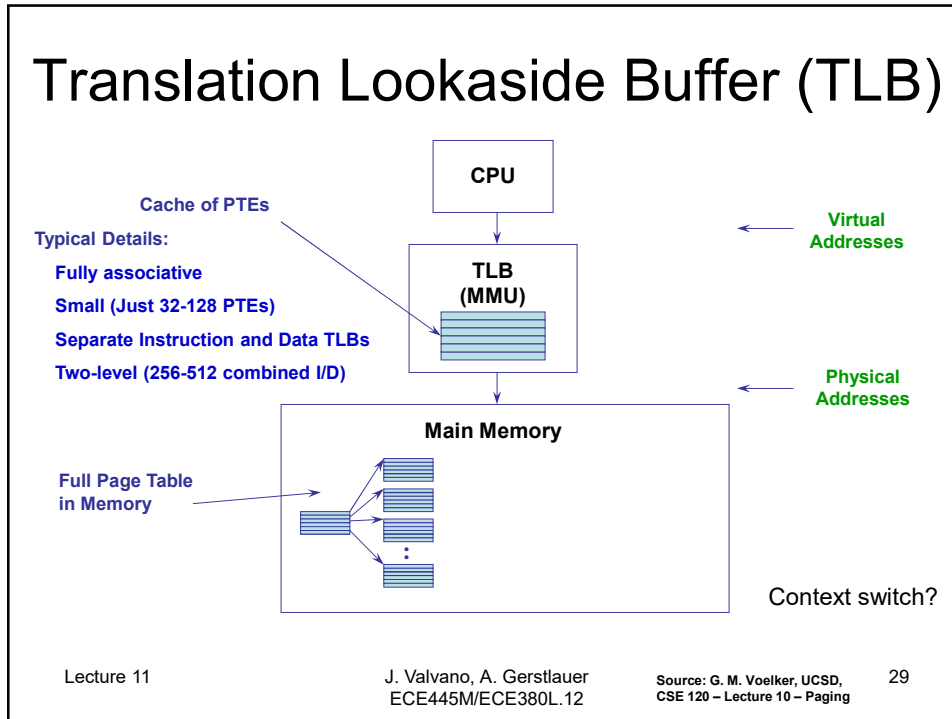 Translation Lookaside Buffer (TLB)
CPU
Cache of PTEs
Typical Details:
Fully associative
Small (Just 32-128 PTEs)
Separate Instruction and Data TLBs
Two-level (256-512 combined I/D)
TLB
(MMU)
Virtual
Addresses
Physical
Addresses
Main Memory
Full Page Table
in Memory
:
Context switch?
Lecture 11
J. Valvano, A. Gerstlauer
ECE445M/ECE380L.12
Source: G. M. Voelker, UCSD,
CSE 120 – Lecture 10 – Paging
29